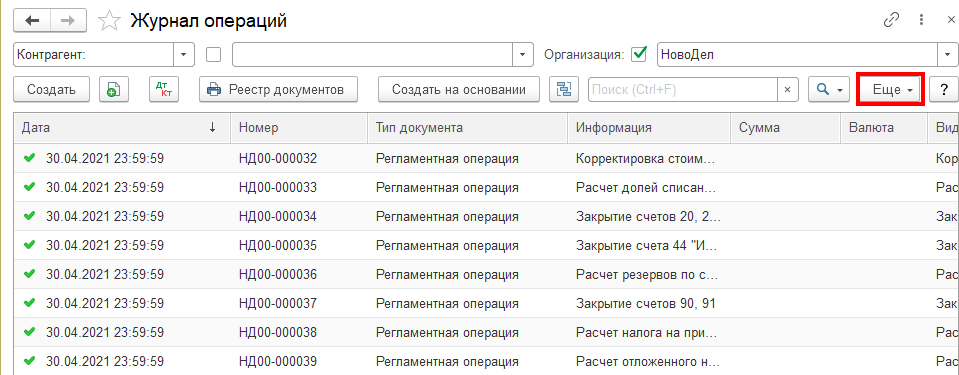 Журнал операций
Контрагент: Организация: НовоДел
Создать Дт Кт Реестр документов Создать на основании Поиск (Ctrl+F) × Еще ?
Дата ↓ Номер Тип документа Информация Сумма Валюта Вид
30.04.2021 23:59:59 НД00-000032 Регламентная операция Корректировка стоим... Кор
30.04.2021 23:59:59 НД00-000033 Регламентная операция Расчет долей списан... Рас
30.04.2021 23:59:59 НД00-000034 Регламентная операция Закрытие счетов 20, 2... Зак
30.04.2021 23:59:59 НД00-000035 Регламентная операция Закрытие счета 44 "И... Зак
30.04.2021 23:59:59 НД00-000036 Регламентная операция Расчет резервов по с... Рас
30.04.2021 23:59:59 НД00-000037 Регламентная операция Закрытие счетов 90, 91 Зак
30.04.2021 23:59:59 НД00-000038 Регламентная операция Расчет налога на при... Рас
30.04.2021 23:59:59 НД00-000039 Регламентная операция Расчет отложенного н... Рас